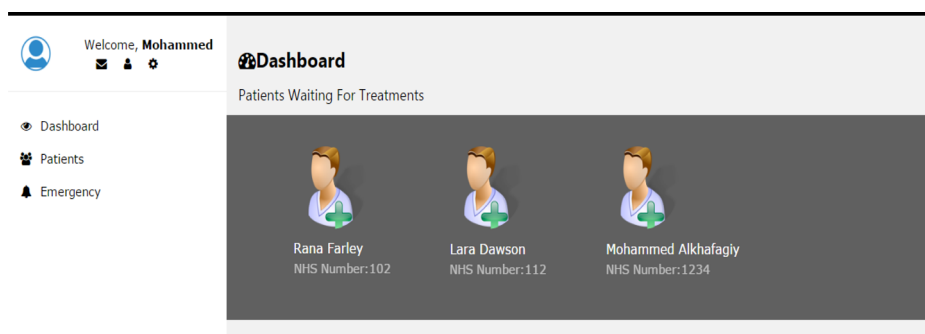 Welcome, Mohammed
Dashboard
Patients Waiting For Treatments
Dashboard
Patients
Emergency
Rana Farley
NHS Number:102
Lara Dawson
NHS Number:112
Mohammed Alkhafagiy
NHS Number:1234